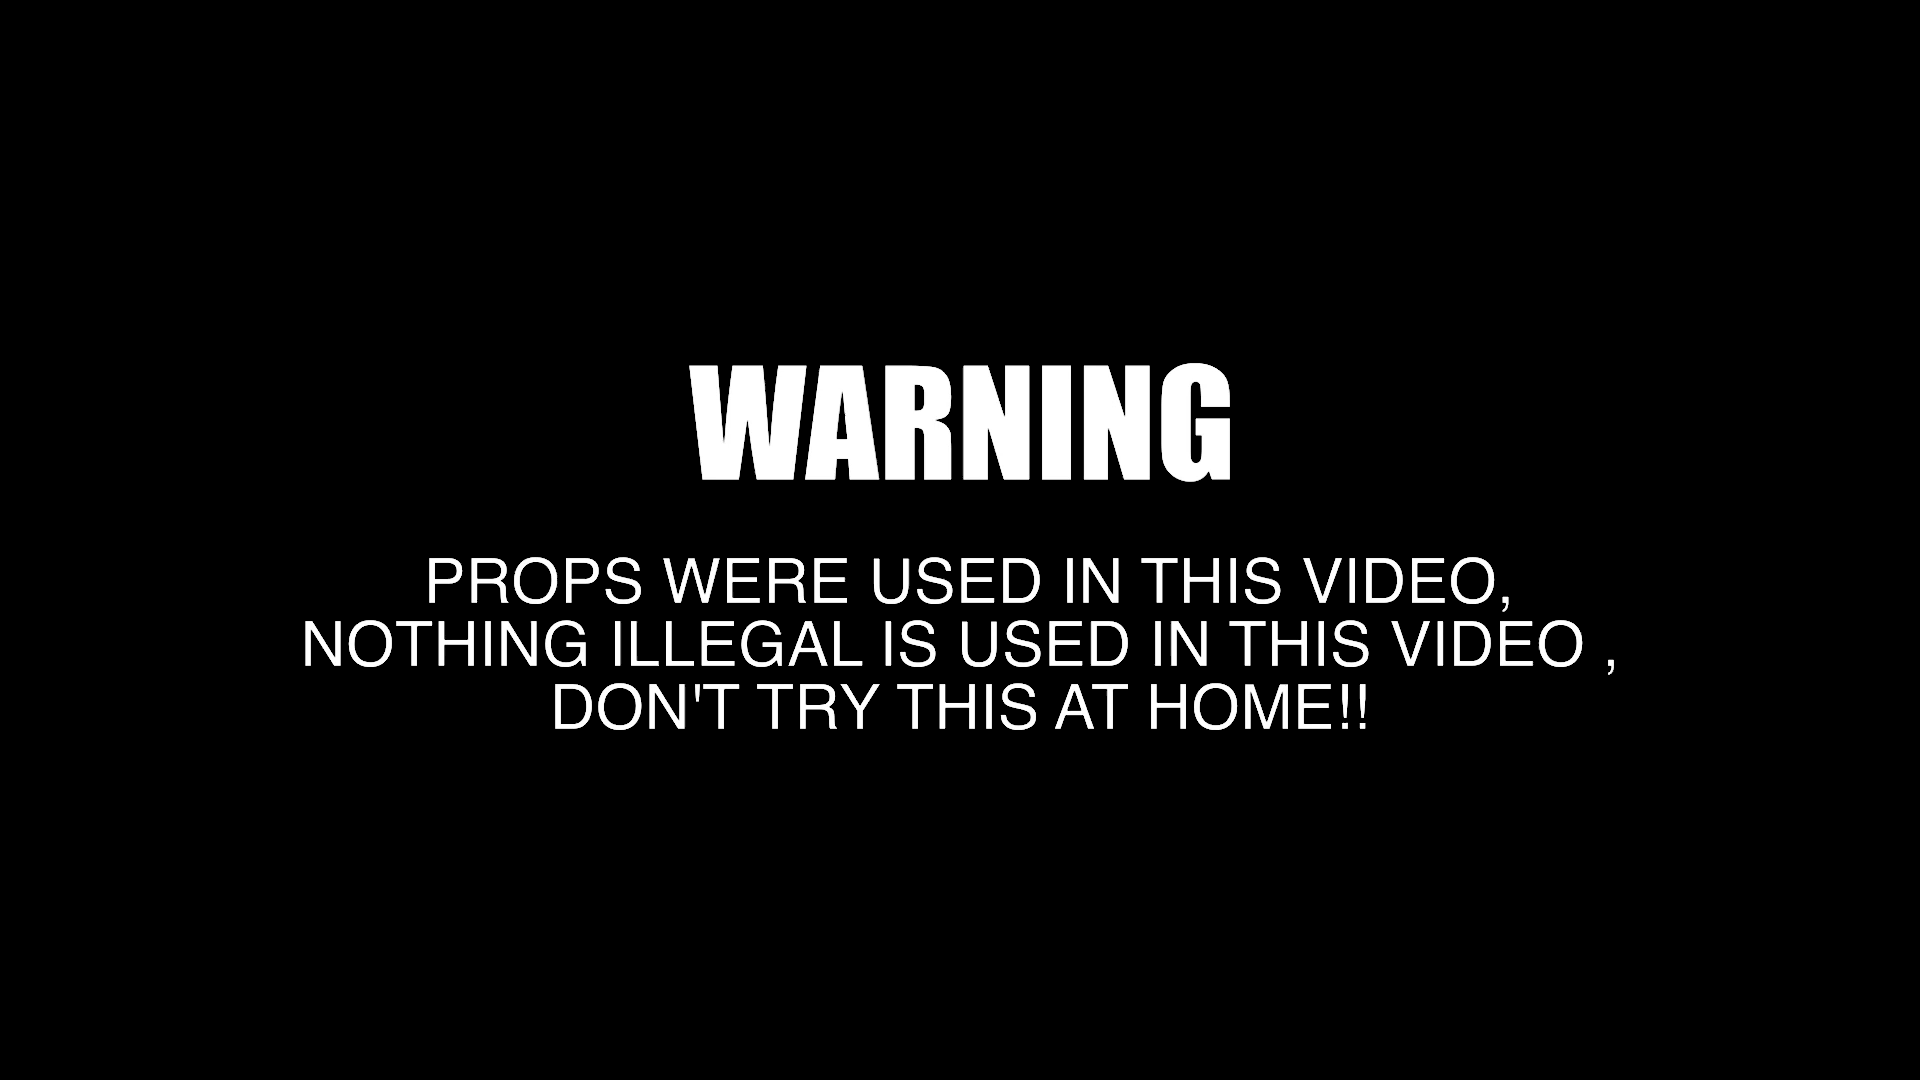 WARNING
PROPS WERE USED IN THIS VIDEO,
NOTHING ILLEGAL IS USED IN THIS VIDEO ,
DON'T TRY THIS AT HOME!!